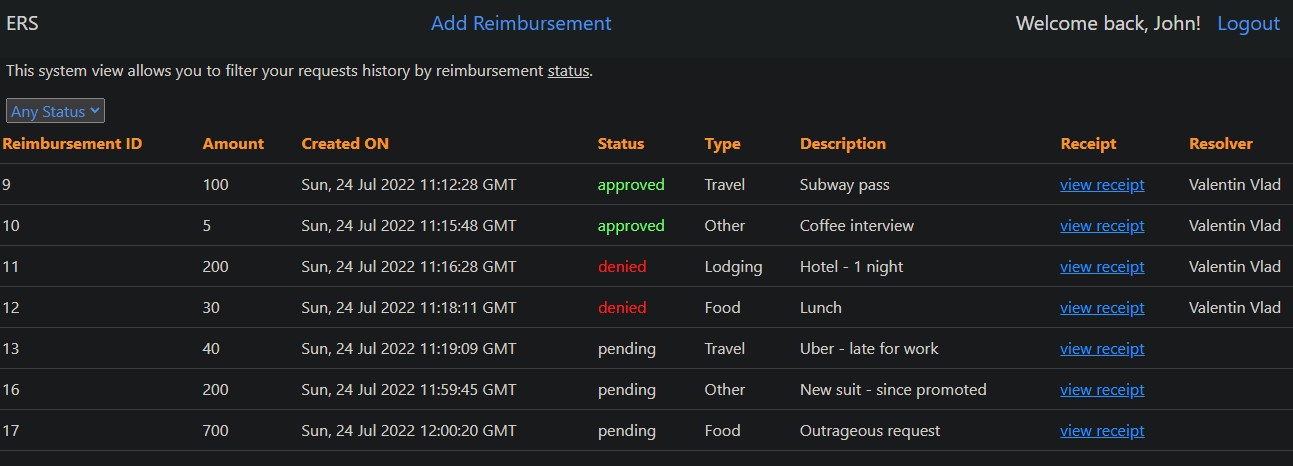 ERS Add Reimbursement Welcome back, John! Logout
This system view allows you to filter your requests history by reimbursement status.
Any Status
Reimbursement ID Amount Created ON Status Type Description Receipt Resolver
9 100 Sun, 24 Jul 2022 11:12:28 GMT approved Travel Subway pass view receipt Valentin Vlad
10 5 Sun, 24 Jul 2022 11:15:48 GMT approved Other Coffee interview view receipt Valentin Vlad
11 200 Sun, 24 Jul 2022 11:16:28 GMT denied Lodging Hotel - 1 night view receipt Valentin Vlad
12 30 Sun, 24 Jul 2022 11:18:11 GMT denied Food Lunch view receipt Valentin Vlad
13 40 Sun, 24 Jul 2022 11:19:09 GMT pending Travel Uber - late for work view receipt
16 200 Sun, 24 Jul 2022 11:59:45 GMT pending Other New suit - since promoted view receipt
17 700 Sun, 24 Jul 2022 12:00:20 GMT pending Food Outrageous request view receipt